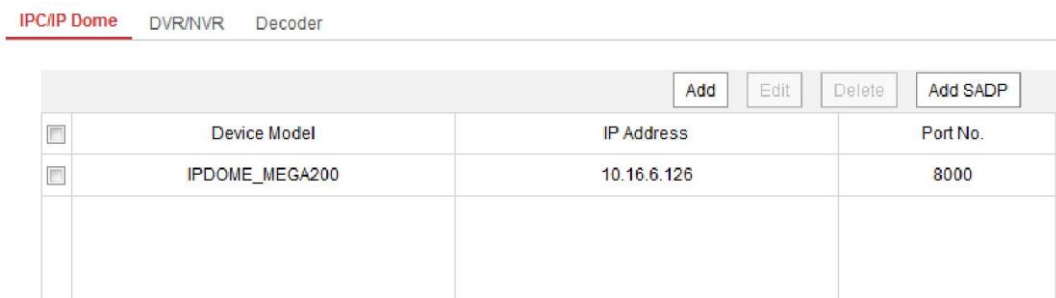 IPC/IP Dome DVR/NVR Decoder
Add Edit Delete Add SADP
Device Model IP Address Port No.
IPDOME_MEGA200 10.16.6.126 8000